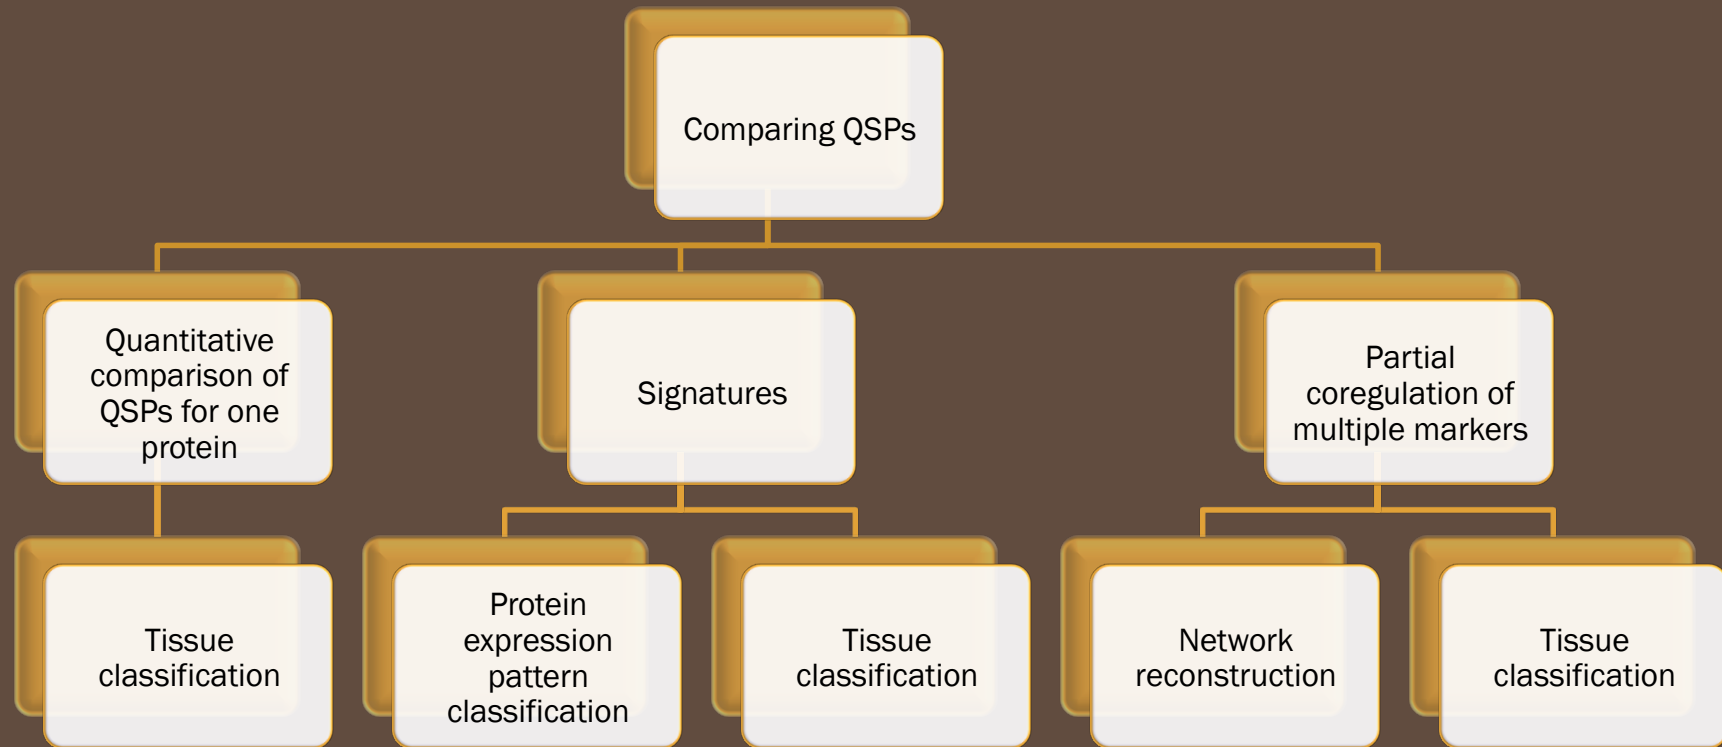 Comparing QSPs
Quantitative
comparison of
QSPs for one
protein
Signatures
Partial
coregulation of
multiple markers
Tissue
classification
Protein
expression
pattern
classification
Tissue
classification
Network
reconstruction
Tissue
classification